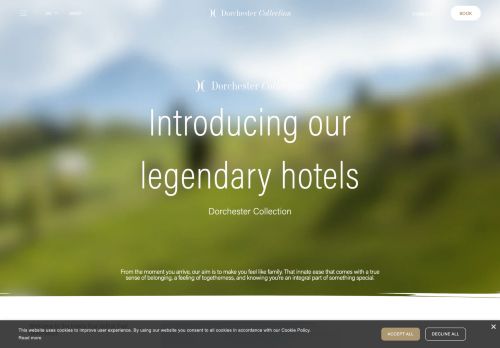 Dorchester Collection
BOOK
Dorchester
Introducing our
legendary hotels
Dorchester Collection
From the moment you arrive, our aim is to make you feel like family. That innate ease that comes with a true
sense of belonging, a feeling of togetherness, and knowing you're an integral part of something special.
This website uses cookies to improve user experience. By using our website you consent to all cookies in accordance with our Cookie Policy.
Read more
ACCEPT ALL
DECLINE ALL